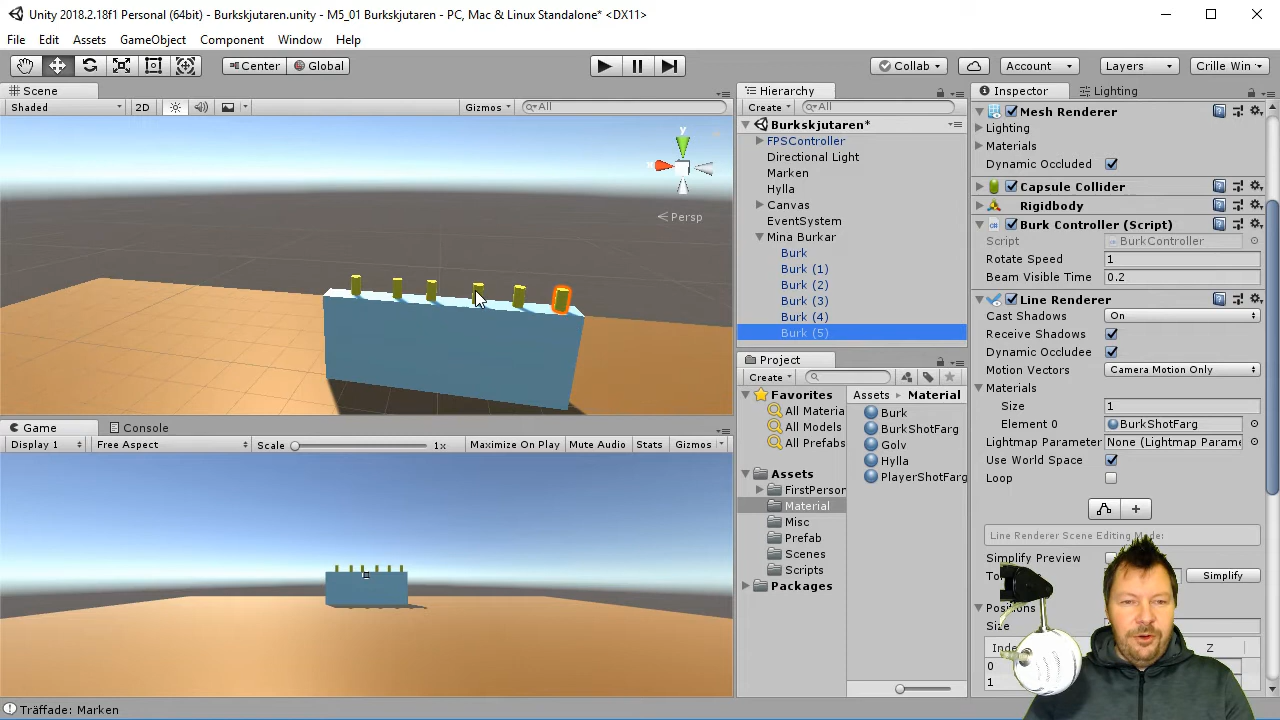 Unity 2018.2.18f1 Personal (64bit) - Burkskjutaren.unity - M5_01 Burkskjutaren - PC, Mac & Linux Standalone* <DX11>
File Edit Assets GameObject Component Window Help
Center Global Collab Account Layers Crille Win
Scene
Shaded 2D Gizmos All
y
x
Persp
Game Console
Display 1 Free Aspect Scale 1x Maximize On Play Mute Audio Stats Gizmos
Träffade: Marken
Hierarchy
Create All
Burkskjutaren*
FPSController
Directional Light
Marken
Hylla
Canvas
EventSystem
Mina Burkar
Burk
Burk (1)
Burk (2)
Burk (3)
Burk (4)
Burk (5)
Project
Create
Favorites
All Materia
All Models
All Prefabs
Assets
FirstPerson
Material
Misc
Prefab
Scenes
Scripts
Packages
Assets Material
Burk
BurkShotFarg
Golv
Hylla
PlayerShotFarg
Inspector Lighting
Mesh Renderer
Lighting
Materials
Dynamic Occluded
Capsule Collider
Rigidbody
Burk Controller (Script)
Script BurkController
Rotate Speed 1
Beam Visible Time 0.2
Line Renderer
Cast Shadows On
Receive Shadows
Dynamic Occludee
Motion Vectors Camera Motion Only
Materials
Size 1
Element 0 BurkShotFarg
Lightmap Parameter None (Lightmap Parame
Use World Space
Loop
+
Line Renderer Scene Editing Mode:
Simplify Preview
To Simplify
Positions
Size
Inde Z
0
1